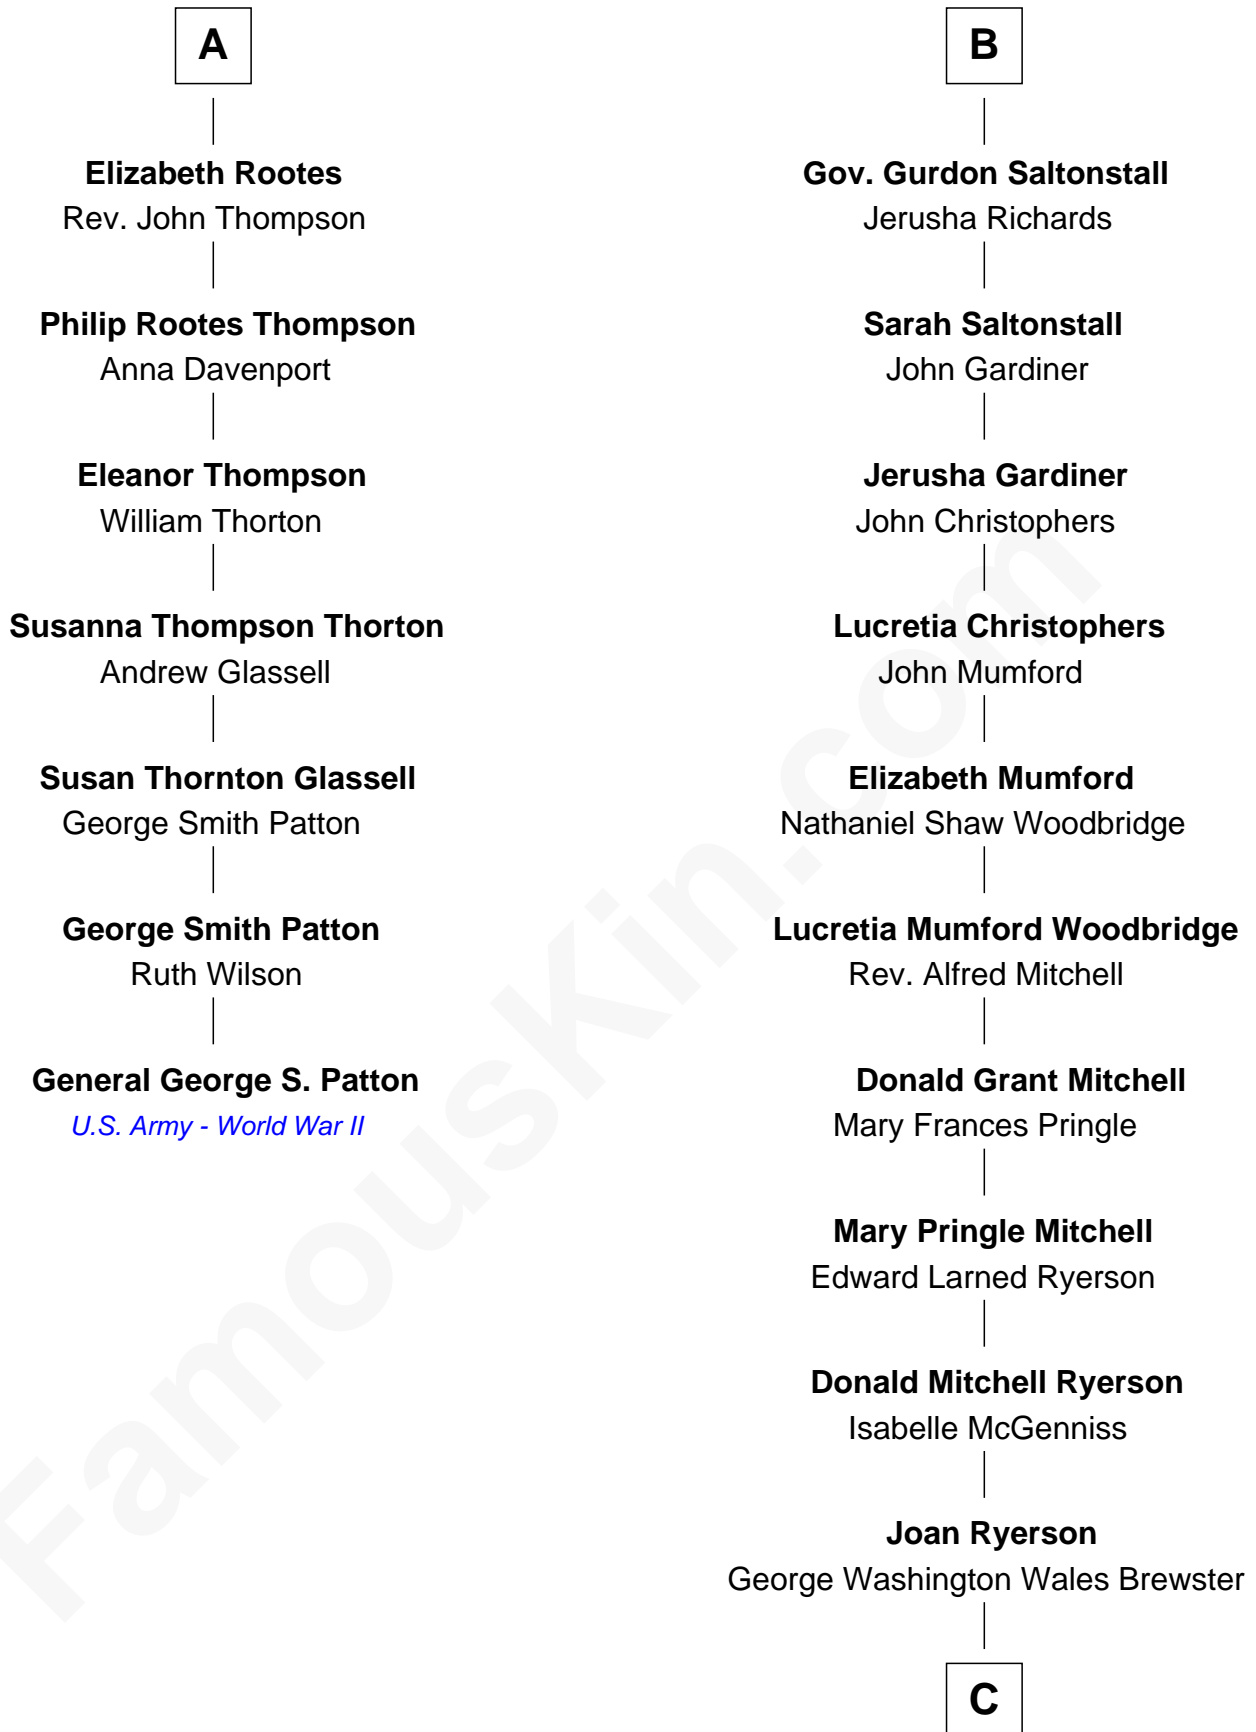 A
Elizabeth Rootes
Rev. John Thompson
Philip Rootes Thompson
Anna Davenport
Eleanor Thompson
William Thorton
Susanna Thompson Thorton
Andrew Glassell
Susan Thornton Glassell
George Smith Patton
George Smith Patton
Ruth Wilson
General George S. Patton
U.S. Army - World War II
B
Gov. Gurdon Saltonstall
Jerusha Richards
Sarah Saltonstall
John Gardiner
Jerusha Gardiner
John Christophers
Lucretia Christophers
John Mumford
Elizabeth Mumford
Nathaniel Shaw Woodbridge
Lucretia Mumford Woodbridge
Rev. Alfred Mitchell
Donald Grant Mitchell
Mary Frances Pringle
Mary Pringle Mitchell
Edward Larned Ryerson
Donald Mitchell Ryerson
Isabelle McGenniss
Joan Ryerson
George Washington Wales Brewster
C
FamousKin.com